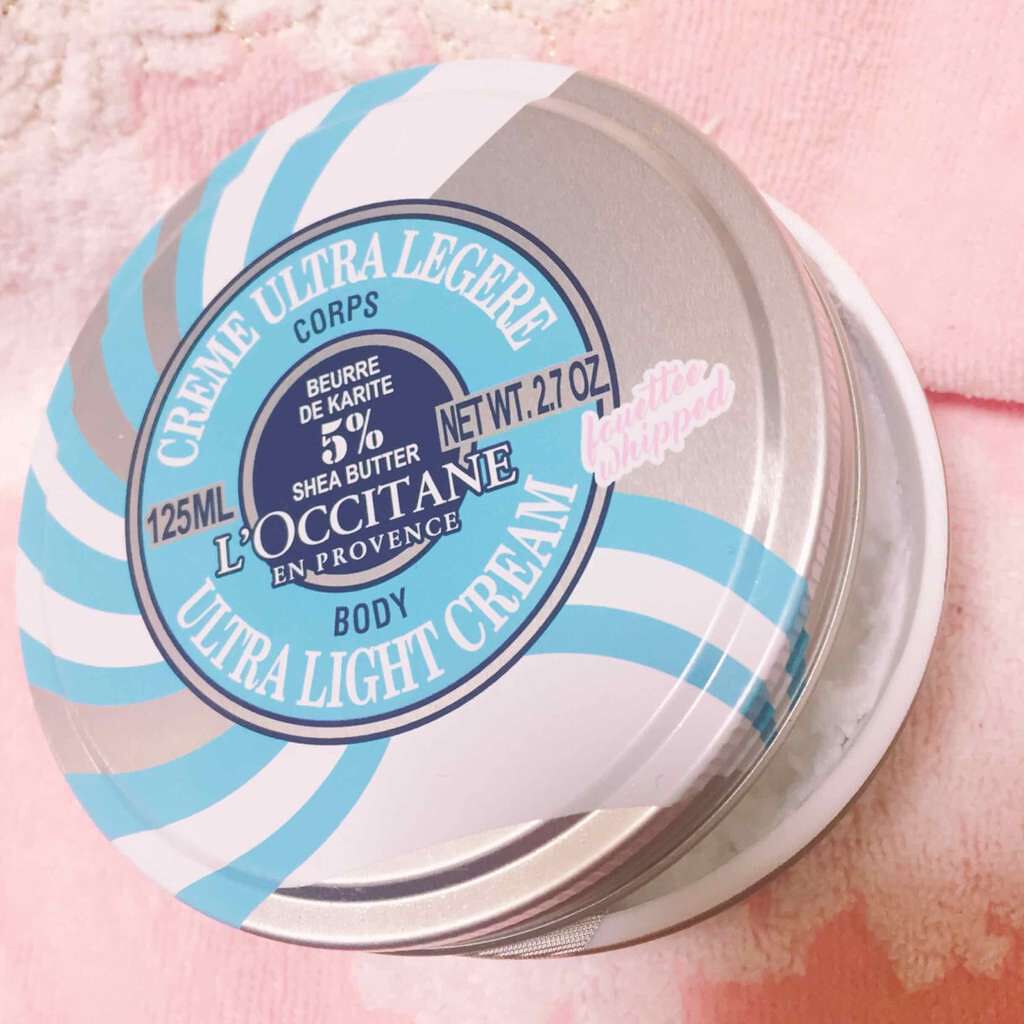 CREME ULTRA LEGERE
CORPS
BEURRE
DE KARITE
5%
SHEA BUTTER
125ML
NET WT. 2.7 OZ
L'OCCITANE
EN PROVENCE
BODY
ULTRA LIGHT CREAM
fouettée
whipped